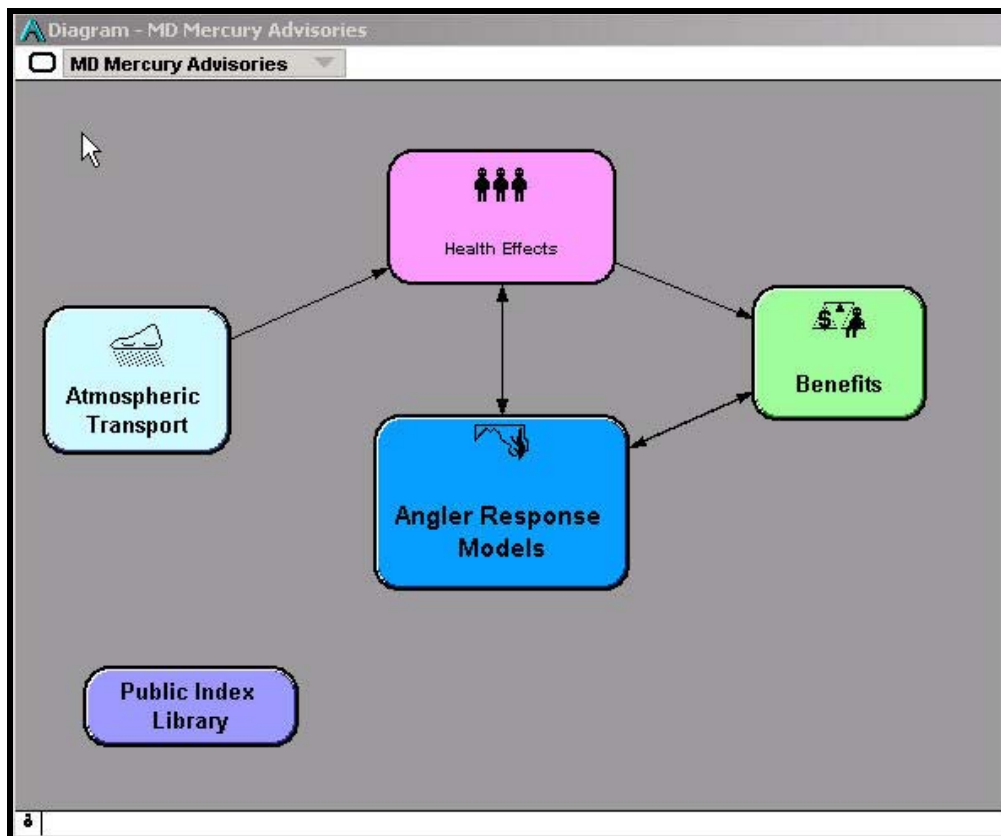 Diagram - MD Mercury Advisories
MD Mercury Advisories
Health Effects
Atmospheric
Transport
$
Benefits
Angler Response
Models
Public Index
Library